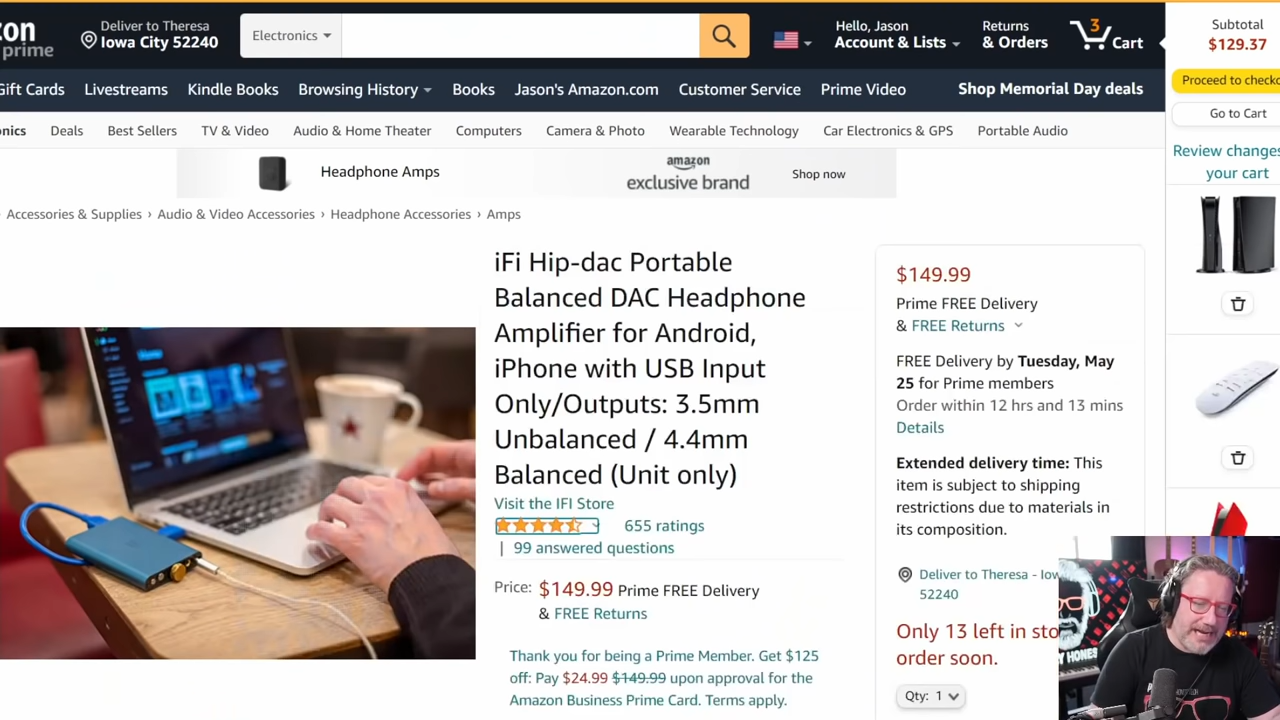 zon
prime
Deliver to Theresa
Iowa City 52240
Electronics
Hello, Jason
Account & Lists
Returns
& Orders
3
Cart
Subtotal
$129.37
Proceed to checko
Go to Cart
Gift Cards
Livestreams
Kindle Books
Browsing History
Books
Jason's Amazon.com
Customer Service
Prime Video
Shop Memorial Day deals
onics
Deals
Best Sellers
TV & Video
Audio & Home Theater
Computers
Camera & Photo
Wearable Technology
Car Electronics & GPS
Portable Audio
Review changes
your cart
Headphone Amps
amazon
exclusive brand
Shop now
Accessories & Supplies › Audio & Video Accessories › Headphone Accessories › Amps
iFi Hip-dac Portable
Balanced DAC Headphone
Amplifier for Android,
iPhone with USB Input
Only/Outputs: 3.5mm
Unbalanced / 4.4mm
Balanced (Unit only)
Visit the IFI Store
655 ratings
| 99 answered questions
Price: $149.99 Prime FREE Delivery
& FREE Returns
Thank you for being a Prime Member. Get $125
off: Pay $24.99 $149.99 upon approval for the
Amazon Business Prime Card. Terms apply.
$149.99
Prime FREE Delivery
& FREE Returns
FREE Delivery by Tuesday, May
25 for Prime members
Order within 12 hrs and 13 mins
Details
Extended delivery time: This
item is subject to shipping
restrictions due to materials in
its composition.
Deliver to Theresa - Iow
52240
Only 13 left in sto
order soon.
Qty: 1